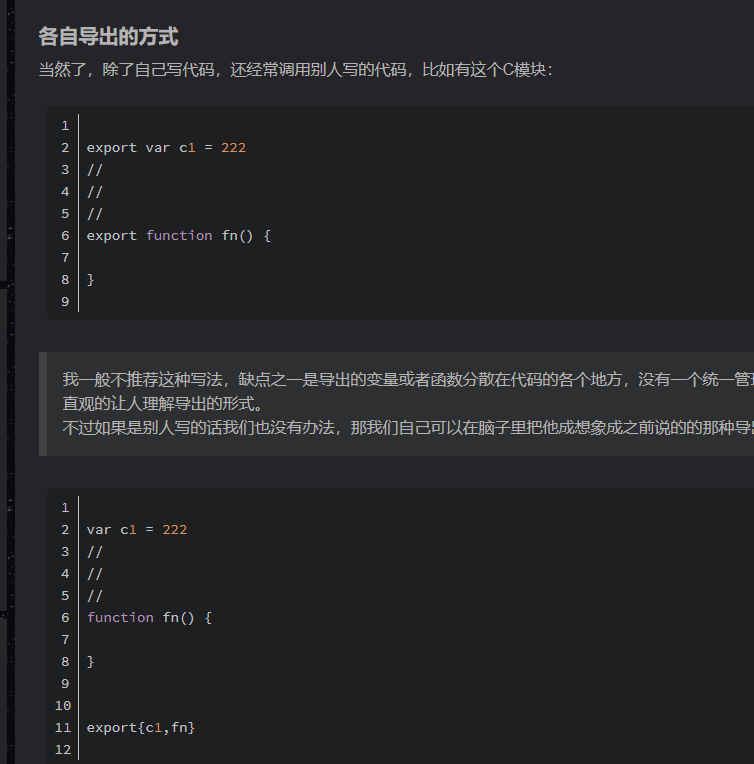 各自导出的方式
当然了，除了自己写代码，还经常调用别人写的代码，比如有这个C模块：
1
2 export var c1 = 222
3 //
4 //
5 //
6 export function fn() {
7
8 }
9
我一般不推荐这种写法，缺点之一是导出的变量或者函数分散在代码的各个地方，没有一个统一管
直观的让人理解导出的形式。
不过如果是别人写的话我们也没有办法，那我们自己可以在脑子里把他成想象成之前说的的那种导
1
2 var c1 = 222
3 //
4 //
5 //
6 function fn() {
7
8 }
9
10
11 export{c1,fn}
12